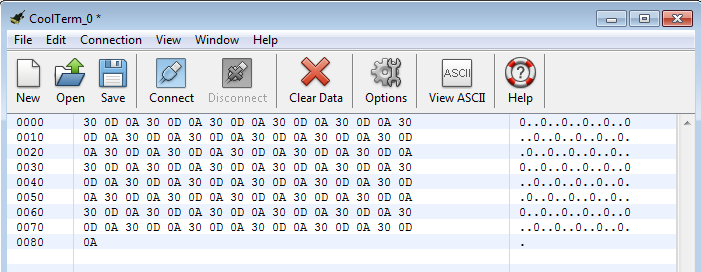 CoolTerm_0 *
File Edit Connection View Window Help
ASCII
New Open Save Connect Disconnect Clear Data Options View ASCII Help
0000 30 0D 0A 30 0D 0A 30 0D 0A 30 0D 0A 30 0D 0A 30 0..0..0..0..0..0
0010 0D 0A 30 0D 0A 30 0D 0A 30 0D 0A 30 0D 0A 30 0D ..0..0..0..0..0.
0020 0A 30 0D 0A 30 0D 0A 30 0D 0A 30 0D 0A 30 0D 0A .0..0..0..0..0..
0030 30 0D 0A 30 0D 0A 30 0D 0A 30 0D 0A 30 0D 0A 30 0..0..0..0..0..0
0040 0D 0A 30 0D 0A 30 0D 0A 30 0D 0A 30 0D 0A 30 0D ..0..0..0..0..0.
0050 0A 30 0D 0A 30 0D 0A 30 0D 0A 30 0D 0A 30 0D 0A .0..0..0..0..0..
0060 30 0D 0A 30 0D 0A 30 0D 0A 30 0D 0A 30 0D 0A 30 0..0..0..0..0..0
0070 0D 0A 30 0D 0A 30 0D 0A 30 0D 0A 30 0D 0A 30 0D ..0..0..0..0..0.
0080 0A .